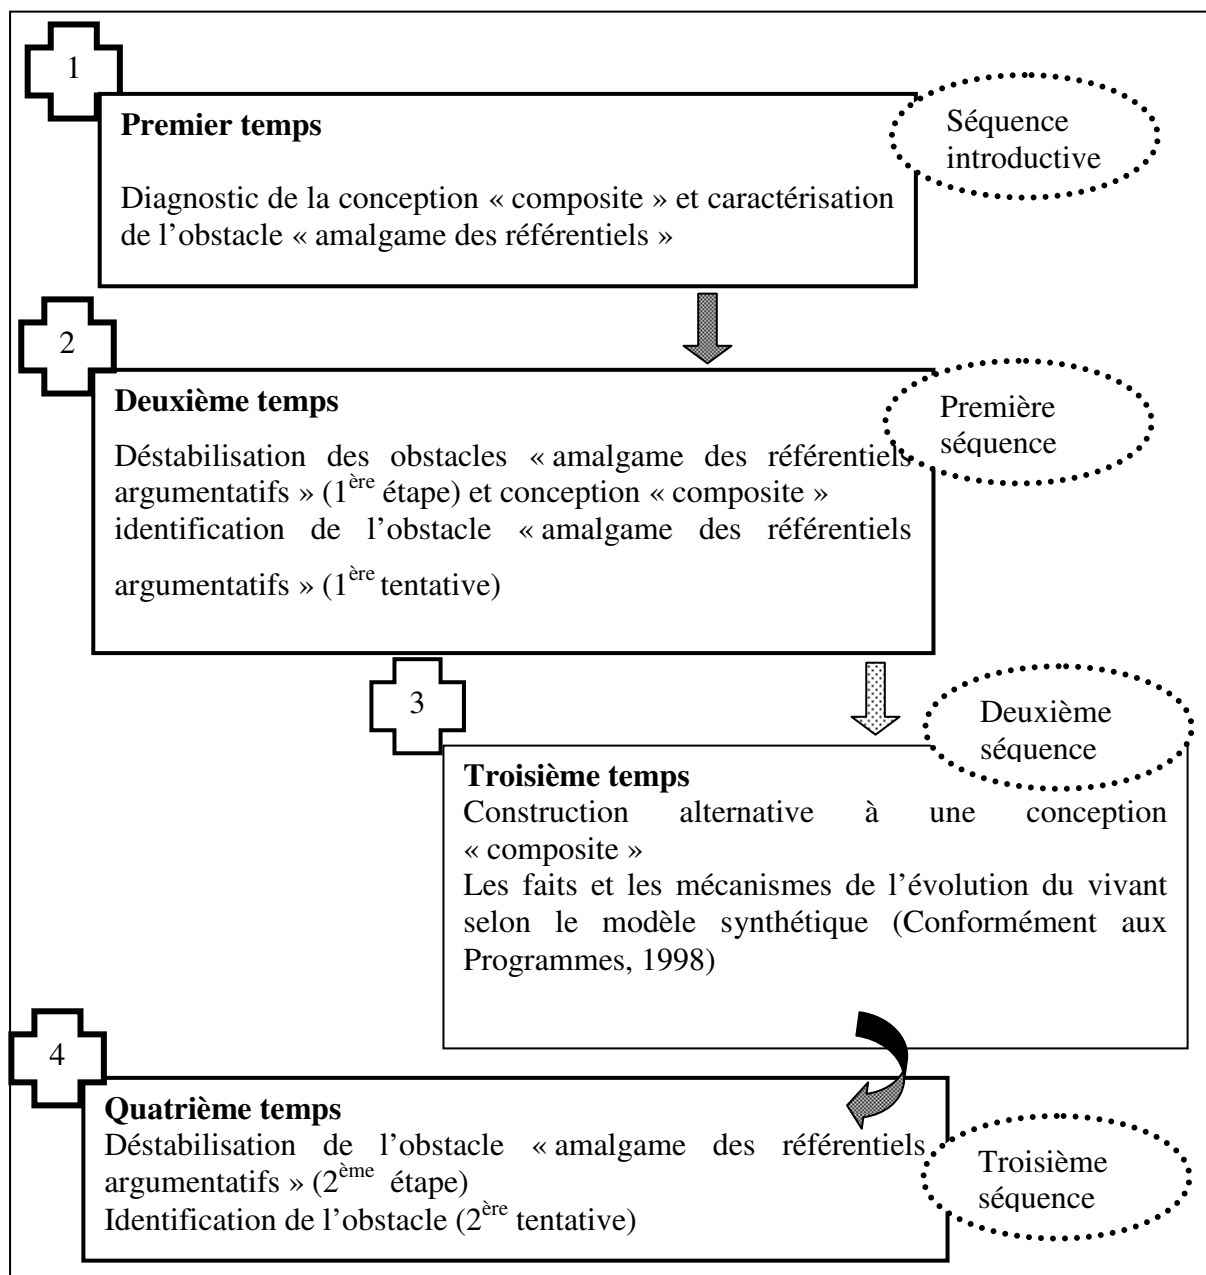 1
Premier temps
Séquence
introductive
Diagnostic de la conception « composite » et caractérisation
de l’obstacle « amalgame des référentiels »
2
Deuxième temps
Première
séquence
Déstabilisation des obstacles « amalgame des référentiels
argumentatifs » (1ère étape) et conception « composite »
identification de l’obstacle « amalgame des référentiels
argumentatifs » (1ère tentative)
3
Deuxième
séquence
Troisième temps
Construction alternative à une conception
« composite »
Les faits et les mécanismes de l’évolution du vivant
selon le modèle synthétique (Conformément aux
Programmes, 1998)
4
Quatrième temps
Déstabilisation de l’obstacle « amalgame des référentiels
argumentatifs » (2ème étape)
Identification de l’obstacle (2ère tentative)
Troisième
séquence